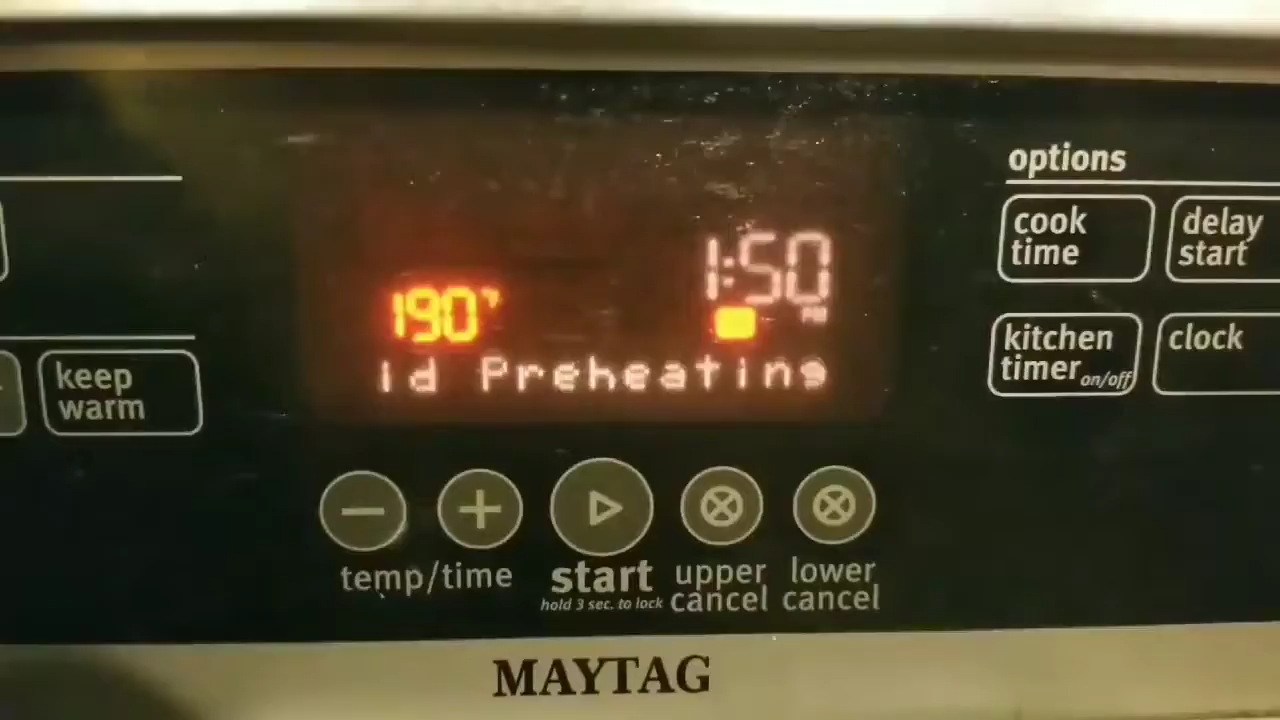 190°
1:50
PM
id Preheating
options
cook
time
delay
start
kitchen
timer on/off
clock
keep
warm
temp/time
start
hold 3 sec. to lock
upper
cancel
lower
cancel
MAYTAG